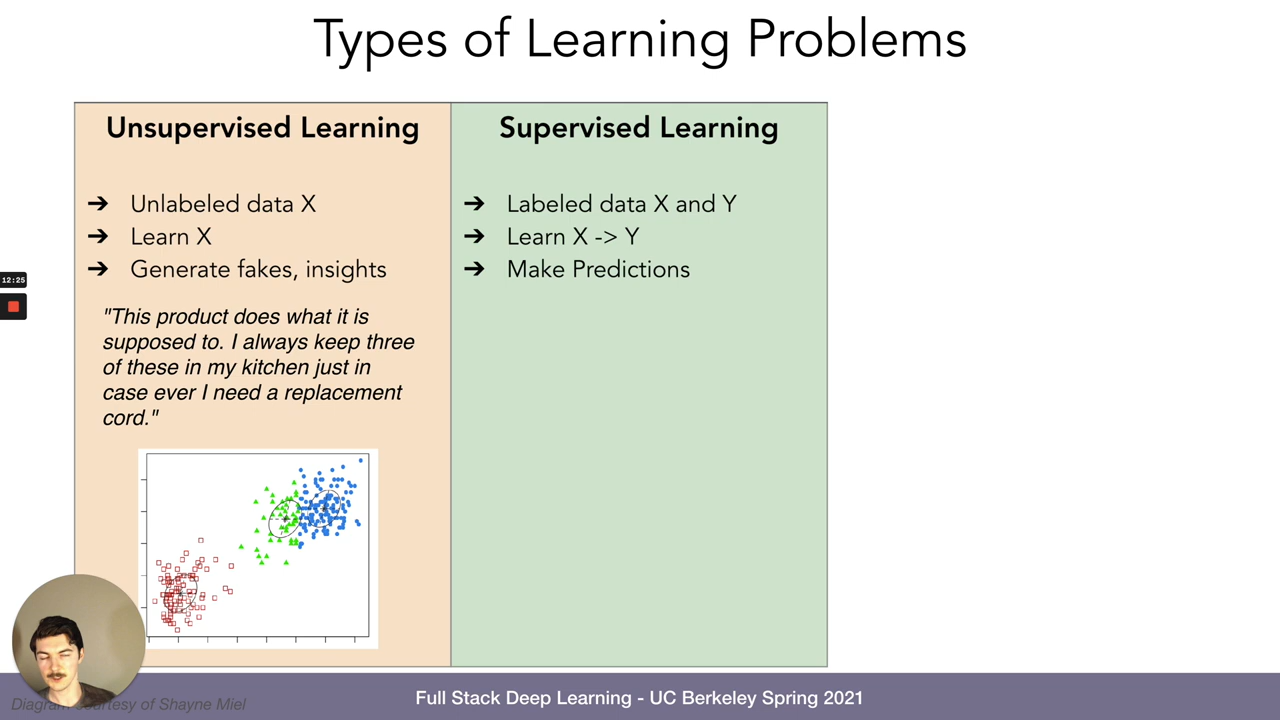 Types of Learning Problems
Unsupervised Learning
➔ Unlabeled data X
➔ Learn X
➔ Generate fakes, insights
"This product does what it is
supposed to. I always keep three
of these in my kitchen just in
case ever I need a replacement
cord."
Supervised Learning
➔ Labeled data X and Y
➔ Learn X -> Y
➔ Make Predictions
12:25
Full Stack Deep Learning - UC Berkeley Spring 2021
Diagram courtesy of Shayne Miel